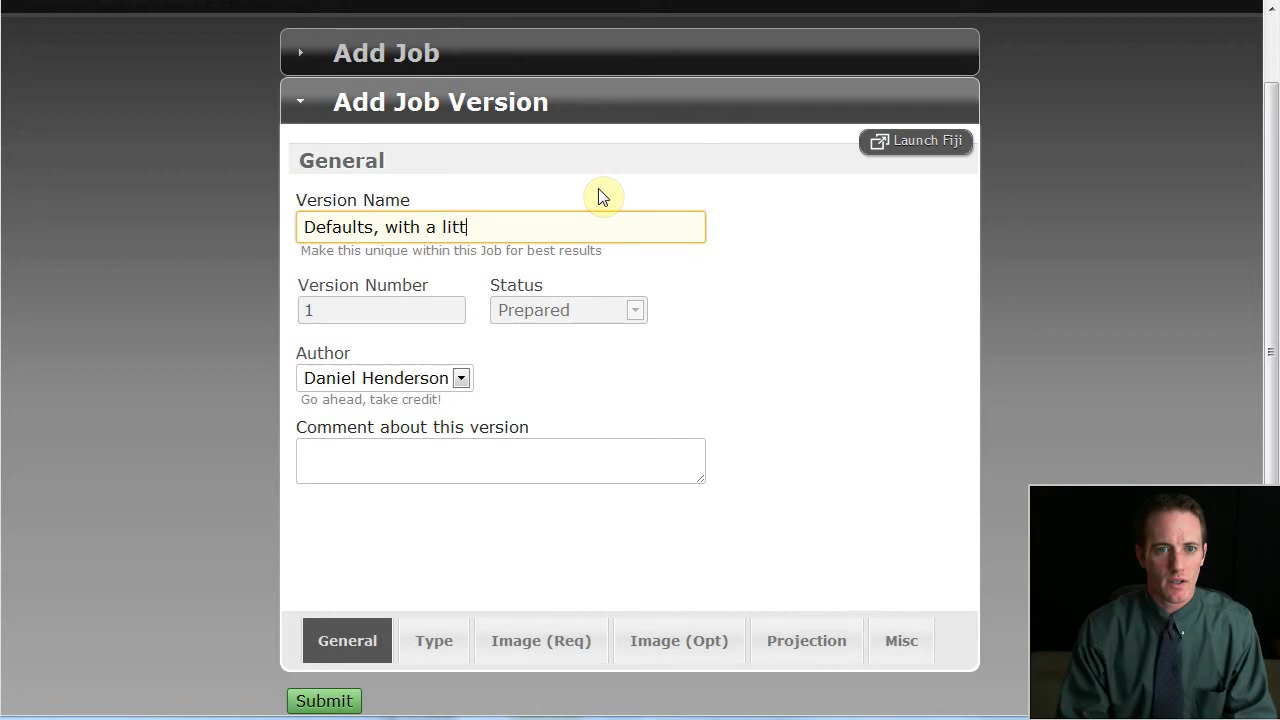 Add Job
Add Job Version
Launch Fiji
General
Version Name
Defaults, with a litt
Make this unique within this Job for best results
Version Number
Status
1
Prepared
Author
Daniel Henderson
Go ahead, take credit!
Comment about this version
General
Type
Image (Req)
Image (Opt)
Projection
Misc
Submit